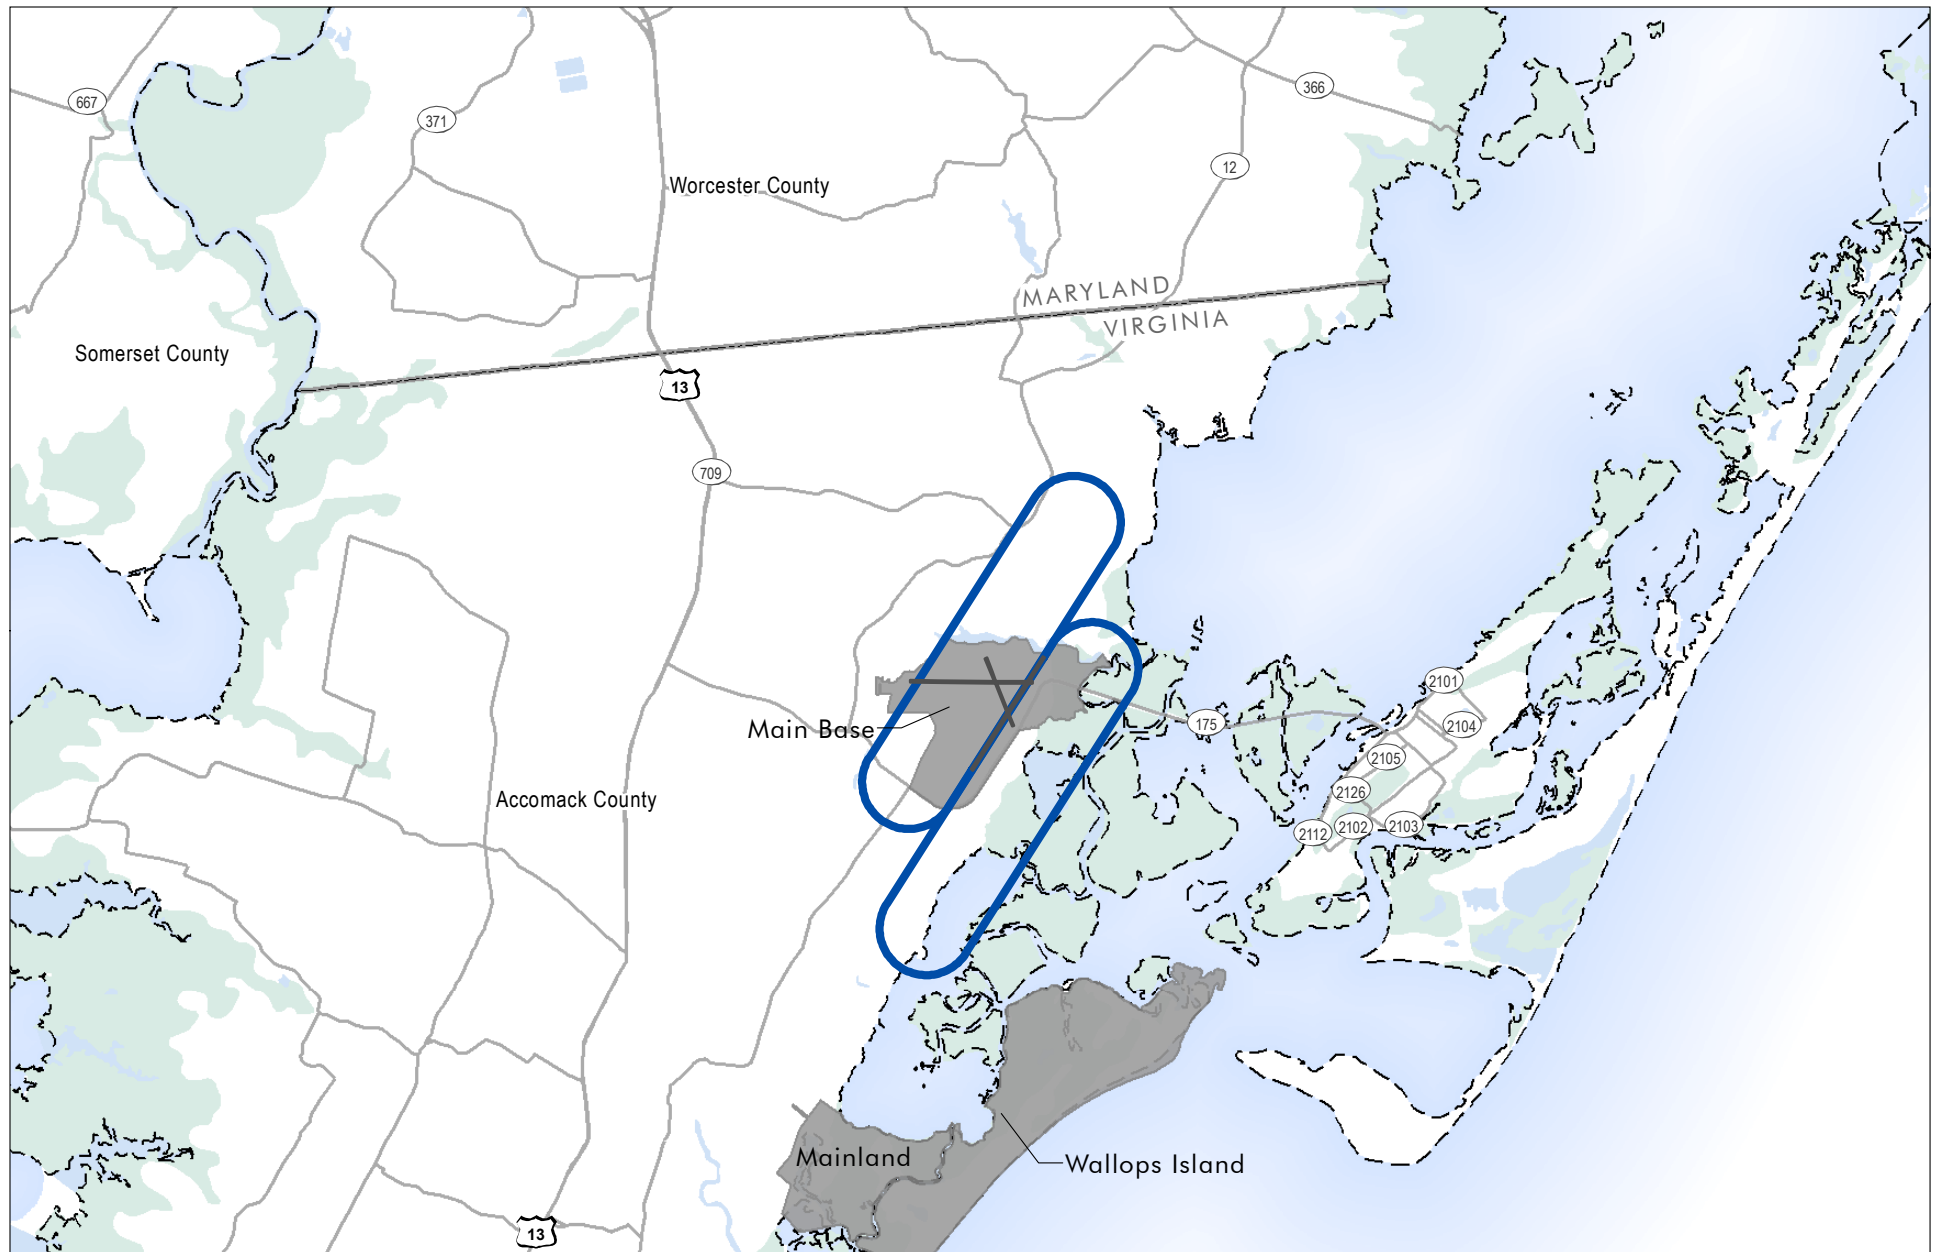 667
371
366
12
Worcester County
MARYLAND
VIRGINIA
Somerset County
13
709
2101
175
2104
Main Base
2105
2126
Accomack County
2112
2102
2103
Mainland
Wallops Island
13